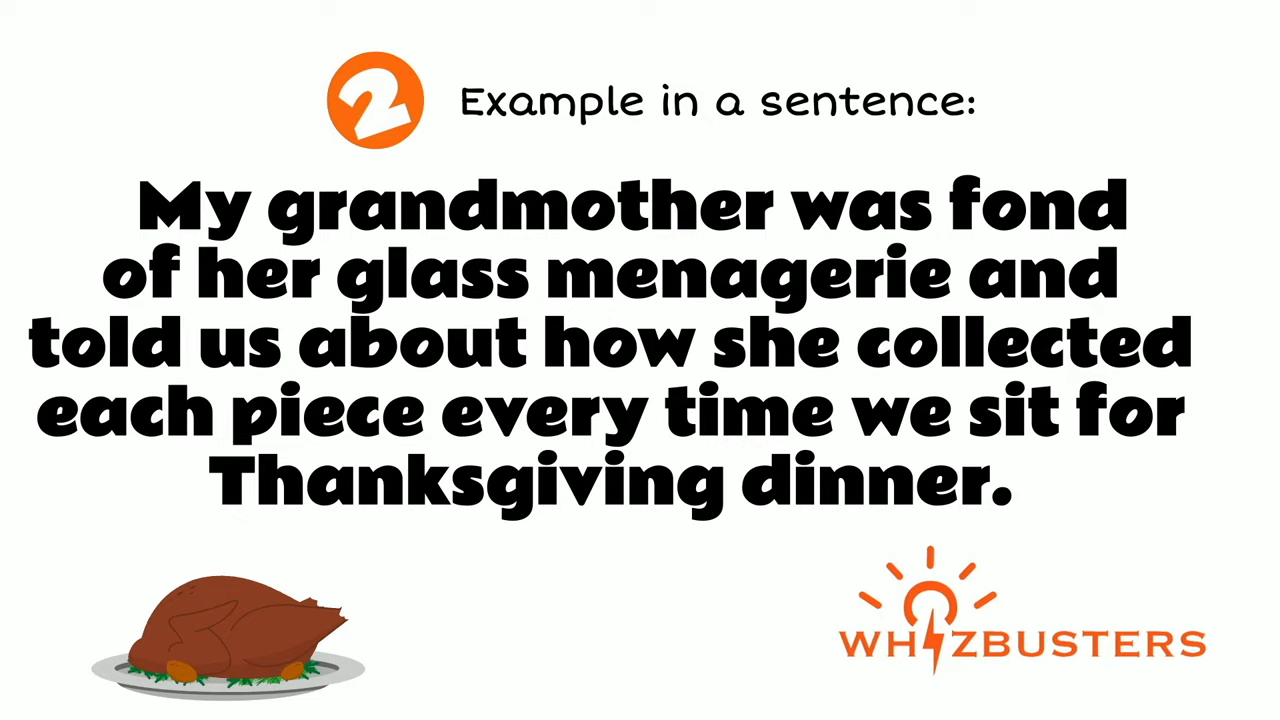 2 Example in a sentence:
My grandmother was fond
of her glass menagerie and
told us about how she collected
each piece every time we sit for
Thanksgiving dinner.
WHIZBUSTERS